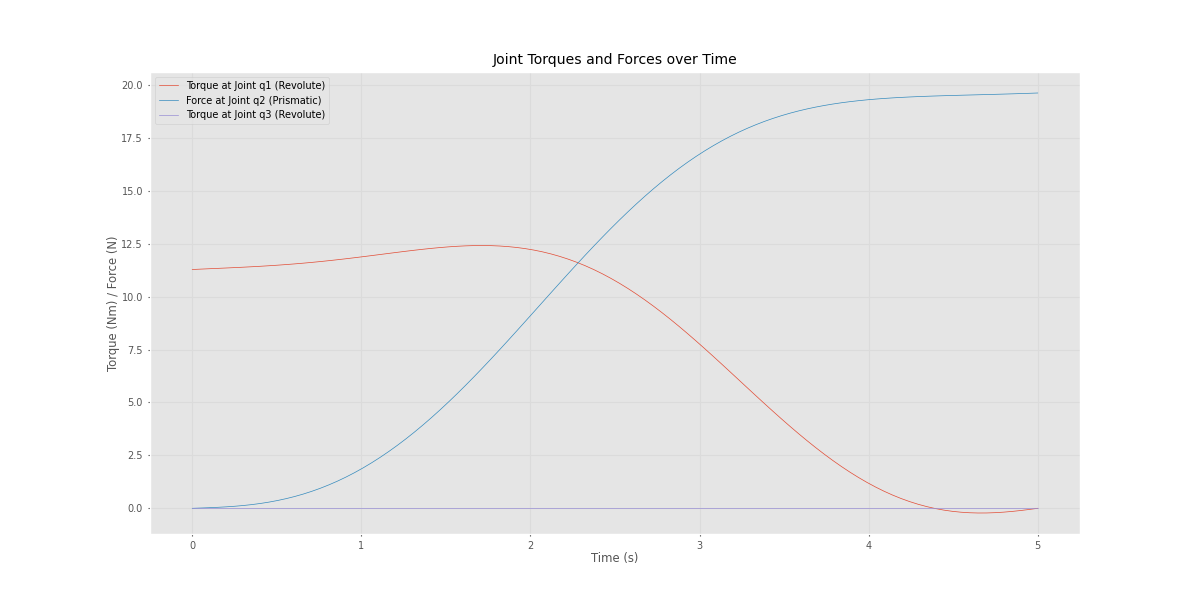 Joint Torques and Forces over Time
Torque at Joint q1 (Revolute)
Force at Joint q2 (Prismatic)
Torque at Joint q3 (Revolute)
Torque (Nm) / Force (N)
20.0
17.5
15.0
12.5
10.0
7.5
5.0
2.5
0.0
0 1 2 3 4 5
Time (s)